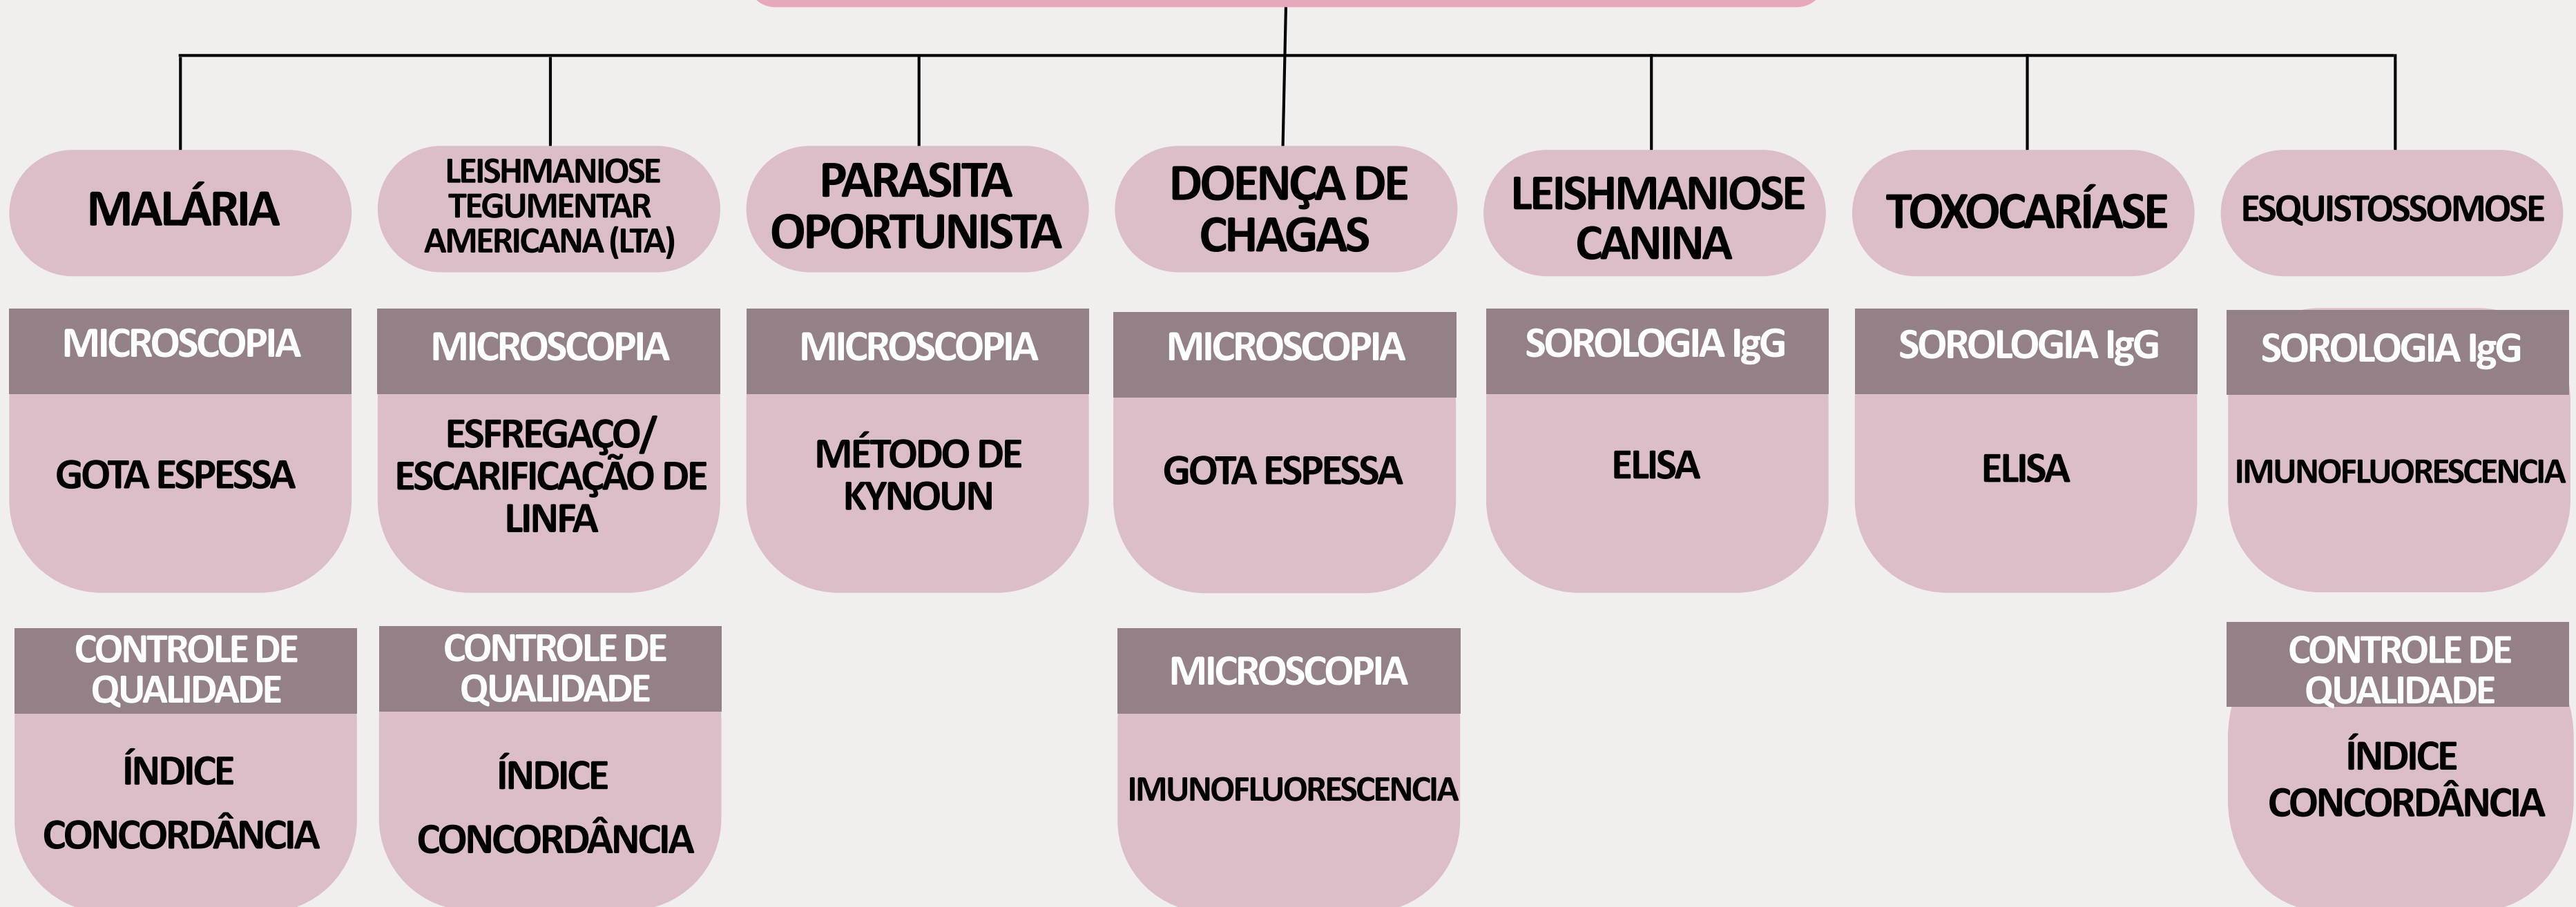 MALÁRIA
LEISHMANIOSE
TEGUMENTAR
AMERICANA (LTA)
PARASITA
OPORTUNISTA
DOENÇA DE
CHAGAS
LEISHMANIOSE
CANINA
TOXOCARÍASE
ESQUISTOSSOMOSE
MICROSCOPIA
GOTA ESPESSA
MICROSCOPIA
ESFREGAÇO/
ESCARIFICAÇÃO DE
LINFA
MICROSCOPIA
MÉTODO DE
KYNOUN
MICROSCOPIA
GOTA ESPESSA
SOROLOGIA IgG
ELISA
SOROLOGIA IgG
ELISA
SOROLOGIA IgG
IMUNOFLUORESCENCIA
CONTROLE DE
QUALIDADE
ÍNDICE
CONCORDÂNCIA
CONTROLE DE
QUALIDADE
ÍNDICE
CONCORDÂNCIA
MICROSCOPIA
IMUNOFLUORESCENCIA
CONTROLE DE
QUALIDADE
ÍNDICE
CONCORDÂNCIA